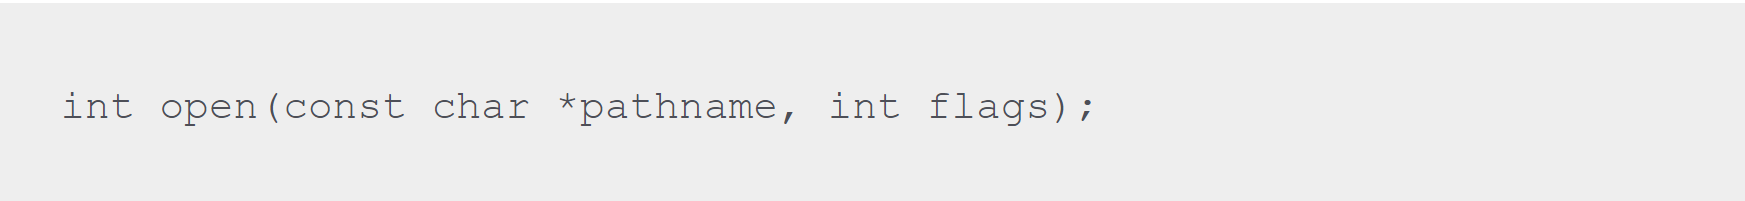 int open(const char *pathname, int flags);